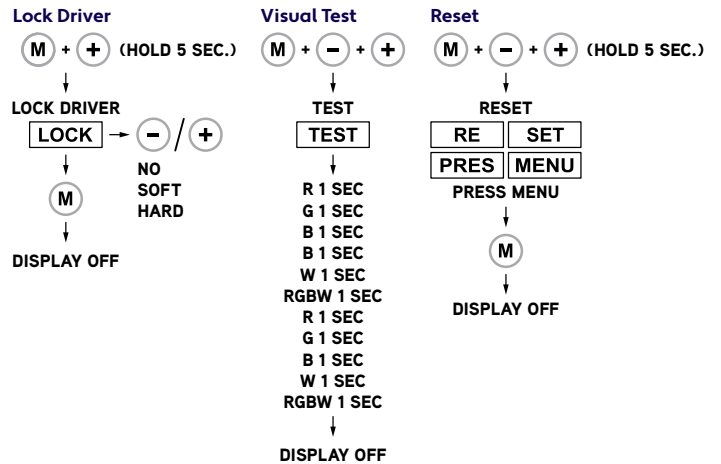 Lock Driver
M + + (HOLD 5 SEC.)
LOCK DRIVER
LOCK - / +
NO
SOFT
HARD
M
DISPLAY OFF
Visual Test
M + - + +
TEST
TEST
R 1 SEC
G 1 SEC
B 1 SEC
B 1 SEC
W 1 SEC
RGBW 1 SEC
R 1 SEC
G 1 SEC
B 1 SEC
W 1 SEC
RGBW 1 SEC
DISPLAY OFF
Reset
M + - + + (HOLD 5 SEC.)
RESET
RE SET
PRES MENU
PRESS MENU
M
DISPLAY OFF